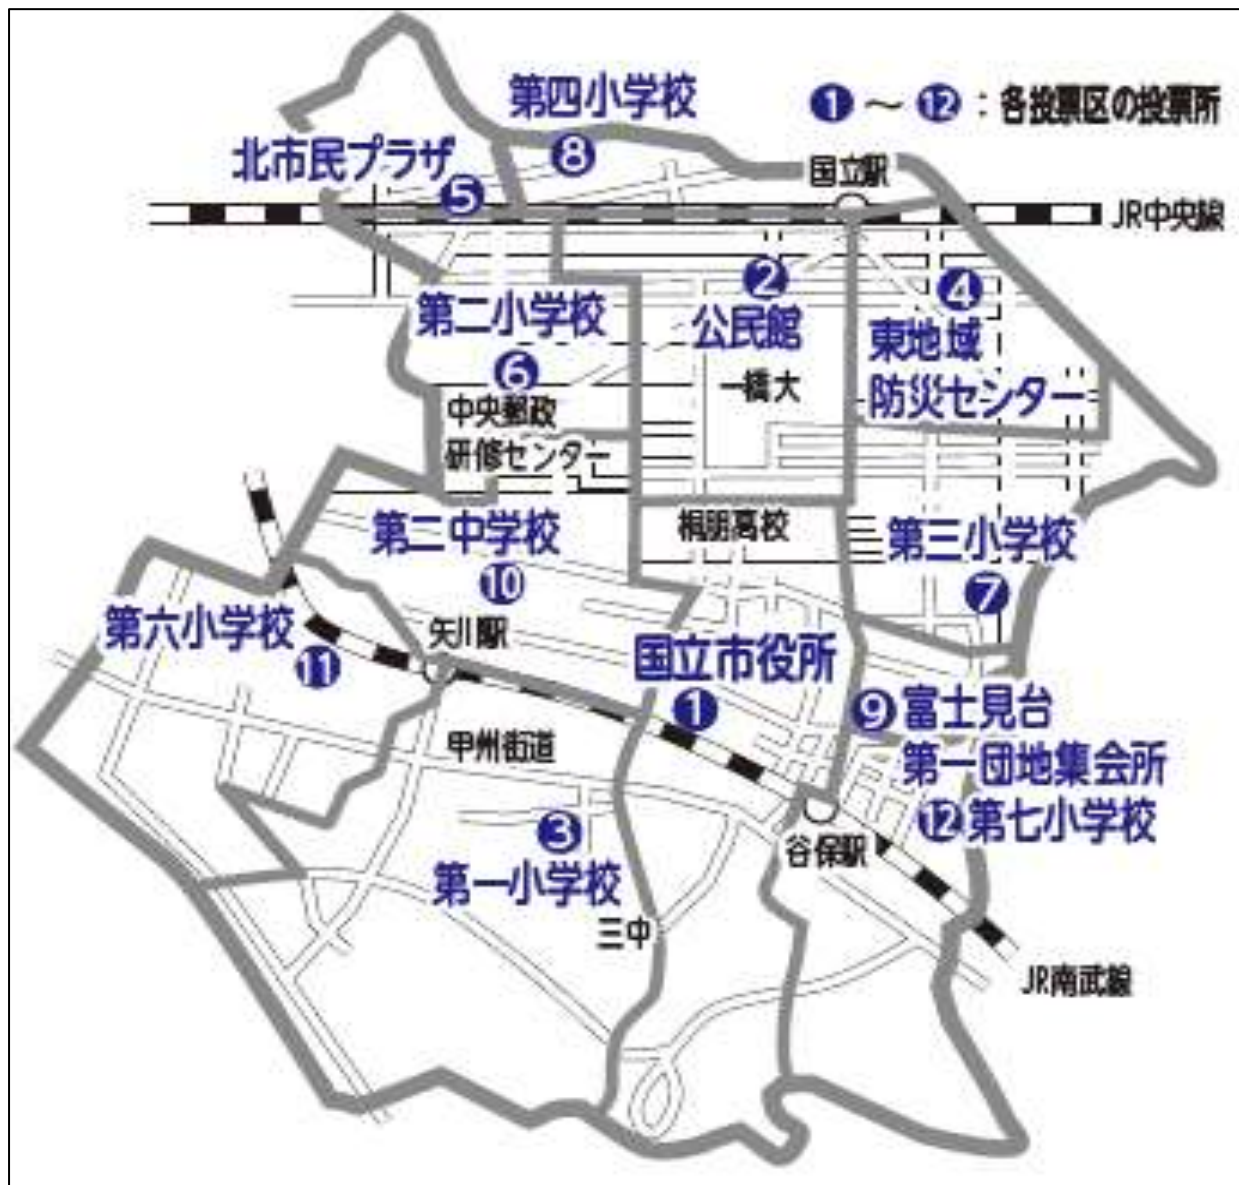 第四小学校
❶～⓬：各投票区の投票所
❽
北市民プラザ
❺
国立駅
JR中央線
❷
公民館
❹
東地域
防災センター
第二小学校
❻
一橋大
中央郵政
研修センター
第二中学校
❿
桐朋高校
第三小学校
❼
第六小学校
⓫
矢川駅
国立市役所
❶
❾富士見台
第一団地集会所
甲州街道
⓬第七小学校
❸
第一小学校
谷保駅
三中
JR南武線